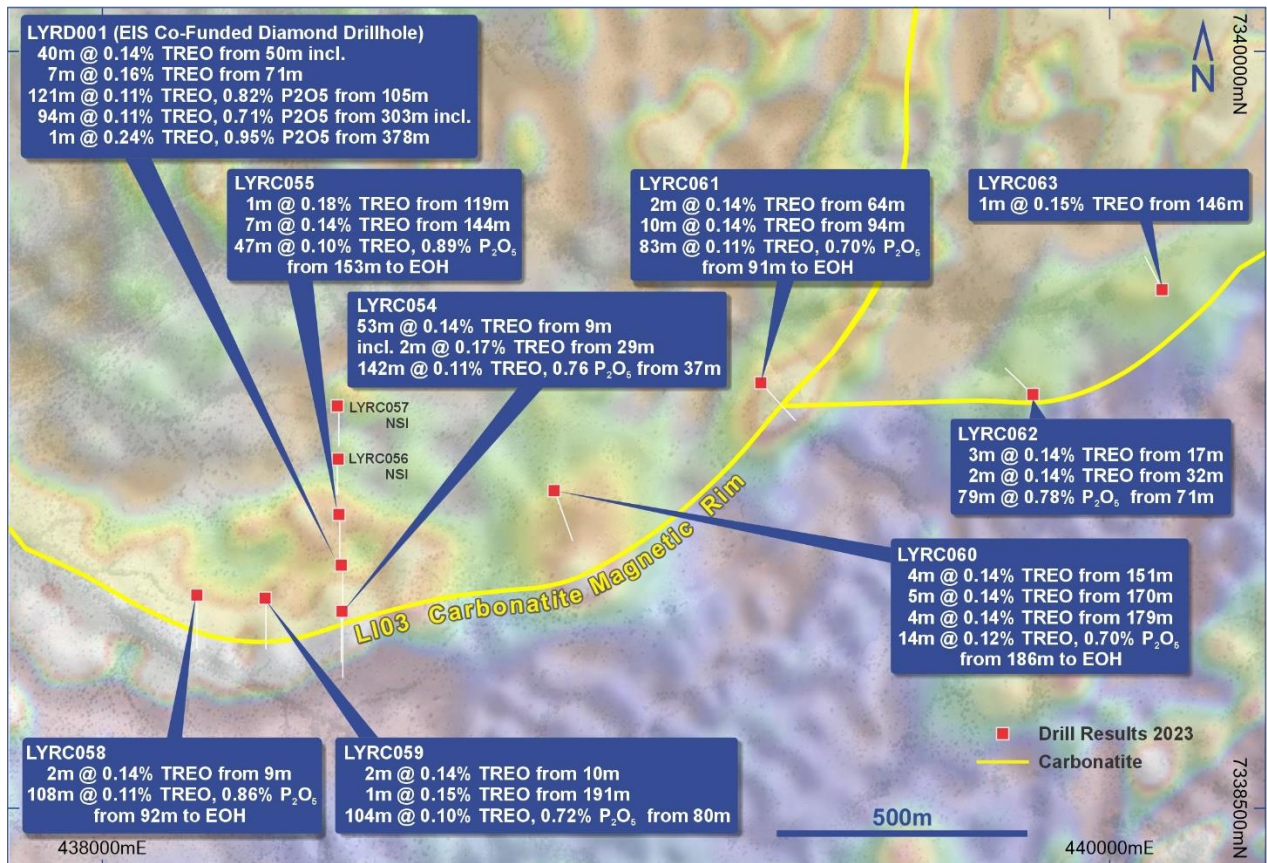 LYRD001 (EIS Co-Funded Diamond Drillhole)
40m @ 0.14% TREO from 50m incl.
7m @ 0.16% TREO from 71m
121m @ 0.11% TREO, 0.82% P2O5 from 105m
94m @ 0.11% TREO, 0.71% P2O5 from 303m incl.
1m @ 0.24% TREO, 0.95% P2O5 from 378m
N
7340000mN
LYRC055
1m @ 0.18% TREO from 119m
7m @ 0.14% TREO from 144m
47m @ 0.10% TREO, 0.89% P₂O₅
from 153m to EOH
LYRC061
2m @ 0.14% TREO from 64m
10m @ 0.14% TREO from 94m
83m @ 0.11% TREO, 0.70% P₂O₅
from 91m to EOH
LYRC063
1m @ 0.15% TREO from 146m
LYRC054
53m @ 0.14% TREO from 9m
incl. 2m @ 0.17% TREO from 29m
142m @ 0.11% TREO, 0.76 P₂O₅ from 37m
LYRC057
NSI
LYRC056
NSI
LYRC062
3m @ 0.14% TREO from 17m
2m @ 0.14% TREO from 32m
79m @ 0.78% P₂O₅ from 71m
LI03 Carbonatite Magnetic Rim
LYRC060
4m @ 0.14% TREO from 151m
5m @ 0.14% TREO from 170m
4m @ 0.14% TREO from 179m
14m @ 0.12% TREO, 0.70% P₂O₅
from 186m to EOH
LYRC058
2m @ 0.14% TREO from 9m
108m @ 0.11% TREO, 0.86% P₂O₅
from 92m to EOH
LYRC059
2m @ 0.14% TREO from 10m
1m @ 0.15% TREO from 191m
104m @ 0.10% TREO, 0.72% P₂O₅ from 80m
Drill Results 2023
Carbonatite
500m
7338500mN
438000mE
440000mE